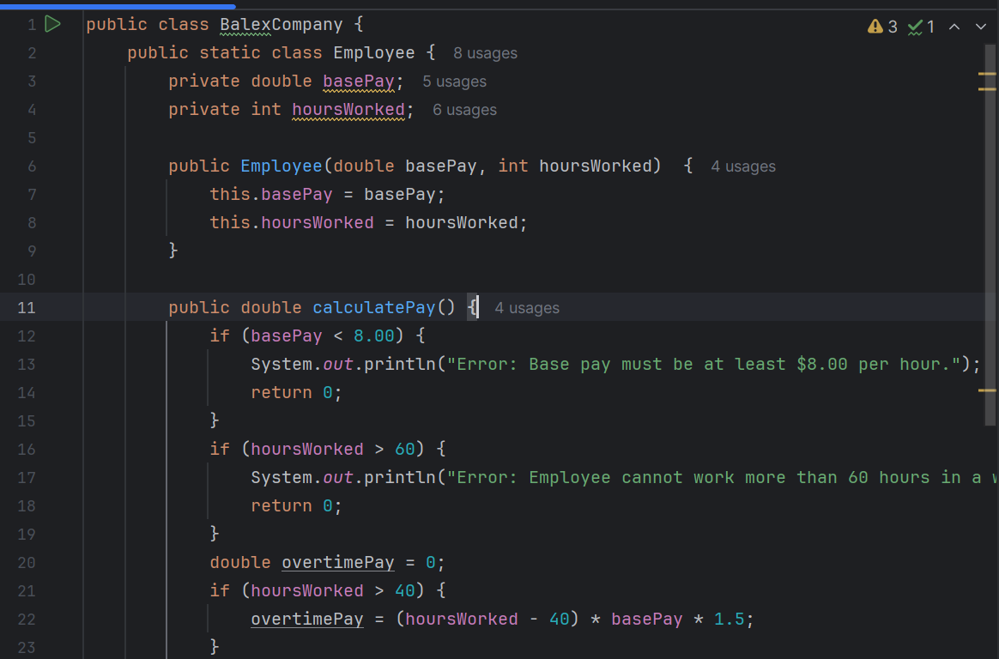 1 public class BalexCompany { 3 1
2 public static class Employee { 8 usages
3 private double basePay; 5 usages
4 private int hoursWorked; 6 usages
5
6 public Employee(double basePay, int hoursWorked) { 4 usages
7 this.basePay = basePay;
8 this.hoursWorked = hoursWorked;
9 }
10
11 public double calculatePay() { 4 usages
12 if (basePay < 8.00) {
13 System.out.println("Error: Base pay must be at least $8.00 per hour.");
14 return 0;
15 }
16 if (hoursWorked > 60) {
17 System.out.println("Error: Employee cannot work more than 60 hours in a
18 return 0;
19 }
20 double overtimePay = 0;
21 if (hoursWorked > 40) {
22 overtimePay = (hoursWorked - 40) * basePay * 1.5;
23 }